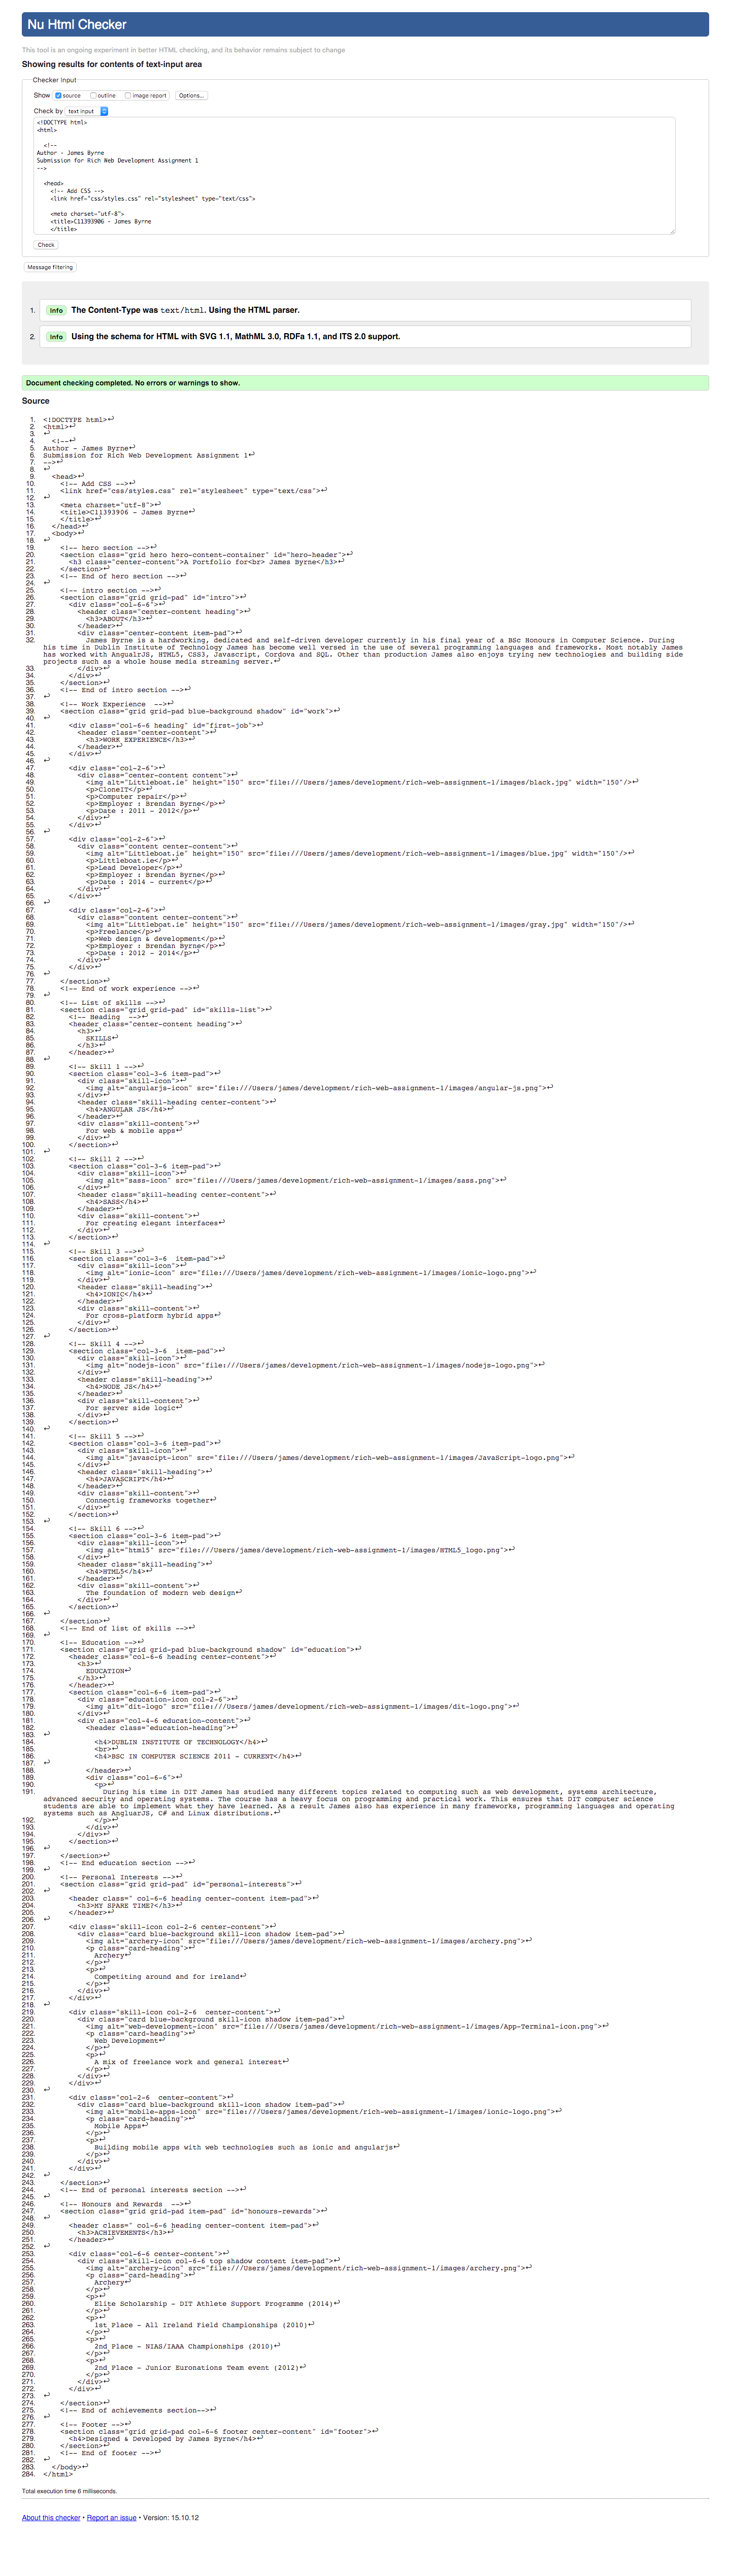 Nu Html Checker
This tool is an ongoing experiment in better HTML checking, and its behavior remains subject to change
Showing results for contents of text-input area
Checker Input
Show source outline image report Options...
Check by text input
<!DOCTYPE html>
<html>
<!--
Author - James Byrne
Submission for Rich Web Development Assignment 1
-->
<head>
<!-- Add CSS -->
<link href="css/styles.css" rel="stylesheet" type="text/css">
<meta charset="utf-8">
<title>C11393906 - James Byrne
</title>
Check
Message filtering
1. Info The Content-Type was text/html. Using the HTML parser.
2. Info Using the schema for HTML with SVG 1.1, MathML 3.0, RDFa 1.1, and ITS 2.0 support.
Document checking completed. No errors or warnings to show.
Source
1. <!DOCTYPE html>↩
2. <html>↩
3. ↩
4. <!--↩
5. Author - James Byrne↩
6. Submission for Rich Web Development Assignment 1↩
7. -->↩
8. ↩
9. <head>↩
10. <!-- Add CSS -->↩
11. <link href="css/styles.css" rel="stylesheet" type="text/css">↩
12. ↩
13. <meta charset="utf-8">↩
14. <title>C11393906 - James Byrne↩
15. </title>↩
16. </head>↩
17. <body>↩
18. ↩
19. <!-- hero section -->↩
20. <section class="grid hero hero-content-container" id="hero-header">↩
21. <h3 class="center-content">A Portfolio for<br> James Byrne</h3>↩
22. </section>↩
23. <!-- End of hero section -->↩
24. ↩
25. <!-- intro section -->↩
26. <section class="grid grid-pad" id="intro">↩
27. <div class="col-6-6">↩
28. <header class="center-content heading">↩
29. <h3>ABOUT</h3>↩
30. </header>↩
31. <div class="center-content item-pad">↩
32. James Byrne is a hardworking, dedicated and self-driven developer currently in his final year of a BSc Honours in Computer Science. During
his time in Dublin Institute of Technology James has become well versed in the use of several programming languages and frameworks. Most notably James
has worked with AngualrJS, HTML5, CSS3, Javascript, Cordova and SQL. Other than production James also enjoys trying new technologies and building side
projects such as a whole house media streaming server.↩
33. </div>↩
34. </div>↩
35. </section>↩
36. <!-- End of intro section -->↩
37. ↩
38. <!-- Work Experience  -->↩
39. <section class="grid grid-pad blue-background shadow" id="work">↩
40. ↩
41. <div class="col-6-6 heading" id="first-job">↩
42. <header class="center-content">↩
43. <h3>WORK EXPERIENCE</h3>↩
44. </header>↩
45. </div>↩
46. ↩
47. <div class="col-2-6">↩
48. <div class="center-content content">↩
49. <img alt="Littleboat.ie" height="150" src="file:///Users/james/development/rich-web-assignment-1/images/black.jpg" width="150"/>↩
50. <p>CloneIT</p>↩
51. <p>Computer repair</p>↩
52. <p>Employer : Brendan Byrne</p>↩
53. <p>Date : 2011 - 2012</p>↩
54. </div>↩
55. </div>↩
56. ↩
57. <div class="col-2-6">↩
58. <div class="content center-content">↩
59. <img alt="Littleboat.ie" height="150" src="file:///Users/james/development/rich-web-assignment-1/images/blue.jpg" width="150"/>↩
60. <p>Littleboat.ie</p>↩
61. <p>Lead Developer</p>↩
62. <p>Employer : Brendan Byrne</p>↩
63. <p>Date : 2014 - current</p>↩
64. </div>↩
65. </div>↩
66. ↩
67. <div class="col-2-6">↩
68. <div class="content center-content">↩
69. <img alt="Littleboat.ie" height="150" src="file:///Users/james/development/rich-web-assignment-1/images/gray.jpg" width="150"/>↩
70. <p>Freelance</p>↩
71. <p>Web design & development</p>↩
72. <p>Employer : Brendan Byrne</p>↩
73. <p>Date : 2012 - 2014</p>↩
74. </div>↩
75. </div>↩
76. ↩
77. </section>↩
78. <!-- End of work experience -->↩
79. ↩
80. <!-- List of skills -->↩
81. <section class="grid grid-pad" id="skills-list">↩
82. <!-- Heading  -->↩
83. <header class="center-content heading">↩
84. <h3>↩
85. SKILLS↩
86. </h3>↩
87. </header>↩
88. ↩
89. <!-- Skill 1 -->↩
90. <section class="col-3-6 item-pad">↩
91. <div class="skill-icon">↩
92. <img alt="angularjs-icon" src="file:///Users/james/development/rich-web-assignment-1/images/angular-js.png">↩
93. </div>↩
94. <header class="skill-heading center-content">↩
95. <h4>ANGULAR JS</h4>↩
96. </header>↩
97. <div class="skill-content">↩
98. For web & mobile apps↩
99. </div>↩
100. </section>↩
101. ↩
102. <!-- Skill 2 -->↩
103. <section class="col-3-6 item-pad">↩
104. <div class="skill-icon">↩
105. <img alt="sass-icon" src="file:///Users/james/development/rich-web-assignment-1/images/sass.png">↩
106. </div>↩
107. <header class="skill-heading center-content">↩
108. <h4>SASS</h4>↩
109. </header>↩
110. <div class="skill-content">↩
111. For creating elegant interfaces↩
112. </div>↩
113. </section>↩
114. ↩
115. <!-- Skill 3 -->↩
116. <section class="col-3-6  item-pad">↩
117. <div class="skill-icon">↩
118. <img alt="ionic-icon" src="file:///Users/james/development/rich-web-assignment-1/images/ionic-logo.png">↩
119. </div>↩
120. <header class="skill-heading">↩
121. <h4>IONIC</h4>↩
122. </header>↩
123. <div class="skill-content">↩
124. For cross-platform hybrid apps↩
125. </div>↩
126. </section>↩
127. ↩
128. <!-- Skill 4 -->↩
129. <section class="col-3-6  item-pad">↩
130. <div class="skill-icon">↩
131. <img alt="nodejs-icon" src="file:///Users/james/development/rich-web-assignment-1/images/nodejs-logo.png">↩
132. </div>↩
133. <header class="skill-heading">↩
134. <h4>NODE JS</h4>↩
135. </header>↩
136. <div class="skill-content">↩
137. For server side logic↩
138. </div>↩
139. </section>↩
140. ↩
141. <!-- Skill 5 -->↩
142. <section class="col-3-6 item-pad">↩
143. <div class="skill-icon">↩
144. <img alt="javascript-icon" src="file:///Users/james/development/rich-web-assignment-1/images/JavaScript-logo.png">↩
145. </div>↩
146. <header class="skill-heading">↩
147. <h4>JAVASCRIPT</h4>↩
148. </header>↩
149. <div class="skill-content">↩
150. Connectig frameworks together↩
151. </div>↩
152. </section>↩
153. ↩
154. <!-- Skill 6 -->↩
155. <section class="col-3-6 item-pad">↩
156. <div class="skill-icon">↩
157. <img alt="html5" src="file:///Users/james/development/rich-web-assignment-1/images/HTML5_logo.png">↩
158. </div>↩
159. <header class="skill-heading">↩
160. <h4>HTML5</h4>↩
161. </header>↩
162. <div class="skill-content">↩
163. The foundation of modern web design↩
164. </div>↩
165. </section>↩
166. ↩
167. </section>↩
168. <!-- End of list of skills -->↩
169. ↩
170. <!-- Education -->↩
171. <section class="grid grid-pad blue-background shadow" id="education">↩
172. <header class="col-6-6 heading center-content">↩
173. <h3>↩
174. EDUCATION↩
175. </h3>↩
176. </header>↩
177. <section class="col-6-6 item-pad">↩
178. <div class="education-icon col-2-6">↩
179. <img alt="dit-logo" src="file:///Users/james/development/rich-web-assignment-1/images/dit-logo.png">↩
180. </div>↩
181. <div class="col-4-6 education-content">↩
182. <header class="education-heading">↩
183. ↩
184. <h4>DUBLIN INSTITUTE OF TECHNOLOGY</h4>↩
185. <br>↩
186. <h4>BSC IN COMPUTER SCIENCE 2011 - CURRENT</h4>↩
187. ↩
188. </header>↩
189. <div class="col-6-6">↩
190. <p>↩
191. During his time in DIT James has studied many different topics related to computing such as web development, systems architecture,
advanced security and operating systems. The course has a heavy focus on programming and practical work. This ensures that DIT computer science
students are able to implement what they have learned. As a result James also has experience in many frameworks, programming languages and operating
systems such as AngluarJS, C# and Linux distributions.↩
192. </p>↩
193. </div>↩
194. </div>↩
195. </section>↩
196. ↩
197. </section>↩
198. <!-- End education section -->↩
199. ↩
200. <!-- Personal Interests -->↩
201. <section class="grid grid-pad" id="personal-interests">↩
202. ↩
203. <header class=" col-6-6 heading center-content item-pad">↩
204. <h3>MY SPARE TIME?</h3>↩
205. </header>↩
206. ↩
207. <div class="skill-icon col-2-6 center-content">↩
208. <div class="card blue-background skill-icon shadow item-pad">↩
209. <img alt="archery-icon" src="file:///Users/james/development/rich-web-assignment-1/images/archery.png">↩
210. <p class="card-heading">↩
211. Archery↩
212. </p>↩
213. <p>↩
214. Competiting around and for ireland↩
215. </p>↩
216. </div>↩
217. </div>↩
218. ↩
219. <div class="skill-icon col-2-6  center-content">↩
220. <div class="card blue-background skill-icon shadow item-pad">↩
221. <img alt="web-development-icon" src="file:///Users/james/development/rich-web-assignment-1/images/App-Terminal-icon.png">↩
222. <p class="card-heading">↩
223. Web Development↩
224. </p>↩
225. <p>↩
226. A mix of freelance work and general interest↩
227. </p>↩
228. </div>↩
229. </div>↩
230. ↩
231. <div class="col-2-6  center-content">↩
232. <div class="card blue-background skill-icon shadow item-pad">↩
233. <img alt="mobile-apps-icon" src="file:///Users/james/development/rich-web-assignment-1/images/ionic-logo.png">↩
234. <p class="card-heading">↩
235. Mobile Apps↩
236. </p>↩
237. <p>↩
238. Building mobile apps with web technologies such as ionic and angularjs↩
239. </p>↩
240. </div>↩
241. </div>↩
242. ↩
243. </section>↩
244. <!-- End of personal interests section -->↩
245. ↩
246. <!-- Honours and Rewards  -->↩
247. <section class="grid grid-pad item-pad" id="honours-rewards">↩
248. ↩
249. <header class=" col-6-6 heading center-content item-pad">↩
250. <h3>ACHIEVEMENTS</h3>↩
251. </header>↩
252. ↩
253. <div class="col-6-6 center-content">↩
254. <div class="skill-icon col-6-6 top shadow content item-pad">↩
255. <img alt="archery-icon" src="file:///Users/james/development/rich-web-assignment-1/images/archery.png">↩
256. <p class="card-heading">↩
257. Archery↩
258. </p>↩
259. <p>↩
260. Elite Scholarship - DIT Athlete Support Programme (2014)↩
261. </p>↩
262. <p>↩
263. 1st Place - All Ireland Field Championships (2010)↩
264. </p>↩
265. <p>↩
266. 2nd Place - NIAS/IAAA Championships (2010)↩
267. </p>↩
268. <p>↩
269. 2nd Place - Junior Euronations Team event (2012)↩
270. </p>↩
271. </div>↩
272. </div>↩
273. ↩
274. </section>↩
275. <!-- End of achievements section-->↩
276. ↩
277. <!-- Footer -->↩
278. <section class="grid grid-pad col-6-6 footer center-content" id="footer">↩
279. <h4>Designed & Developed by James Byrne</h4>↩
280. </section>↩
281. <!-- End of footer -->↩
282. ↩
283. </body>↩
284. </html>
Total execution time 6 milliseconds.
About this checker • Report an issue • Version: 15.10.12